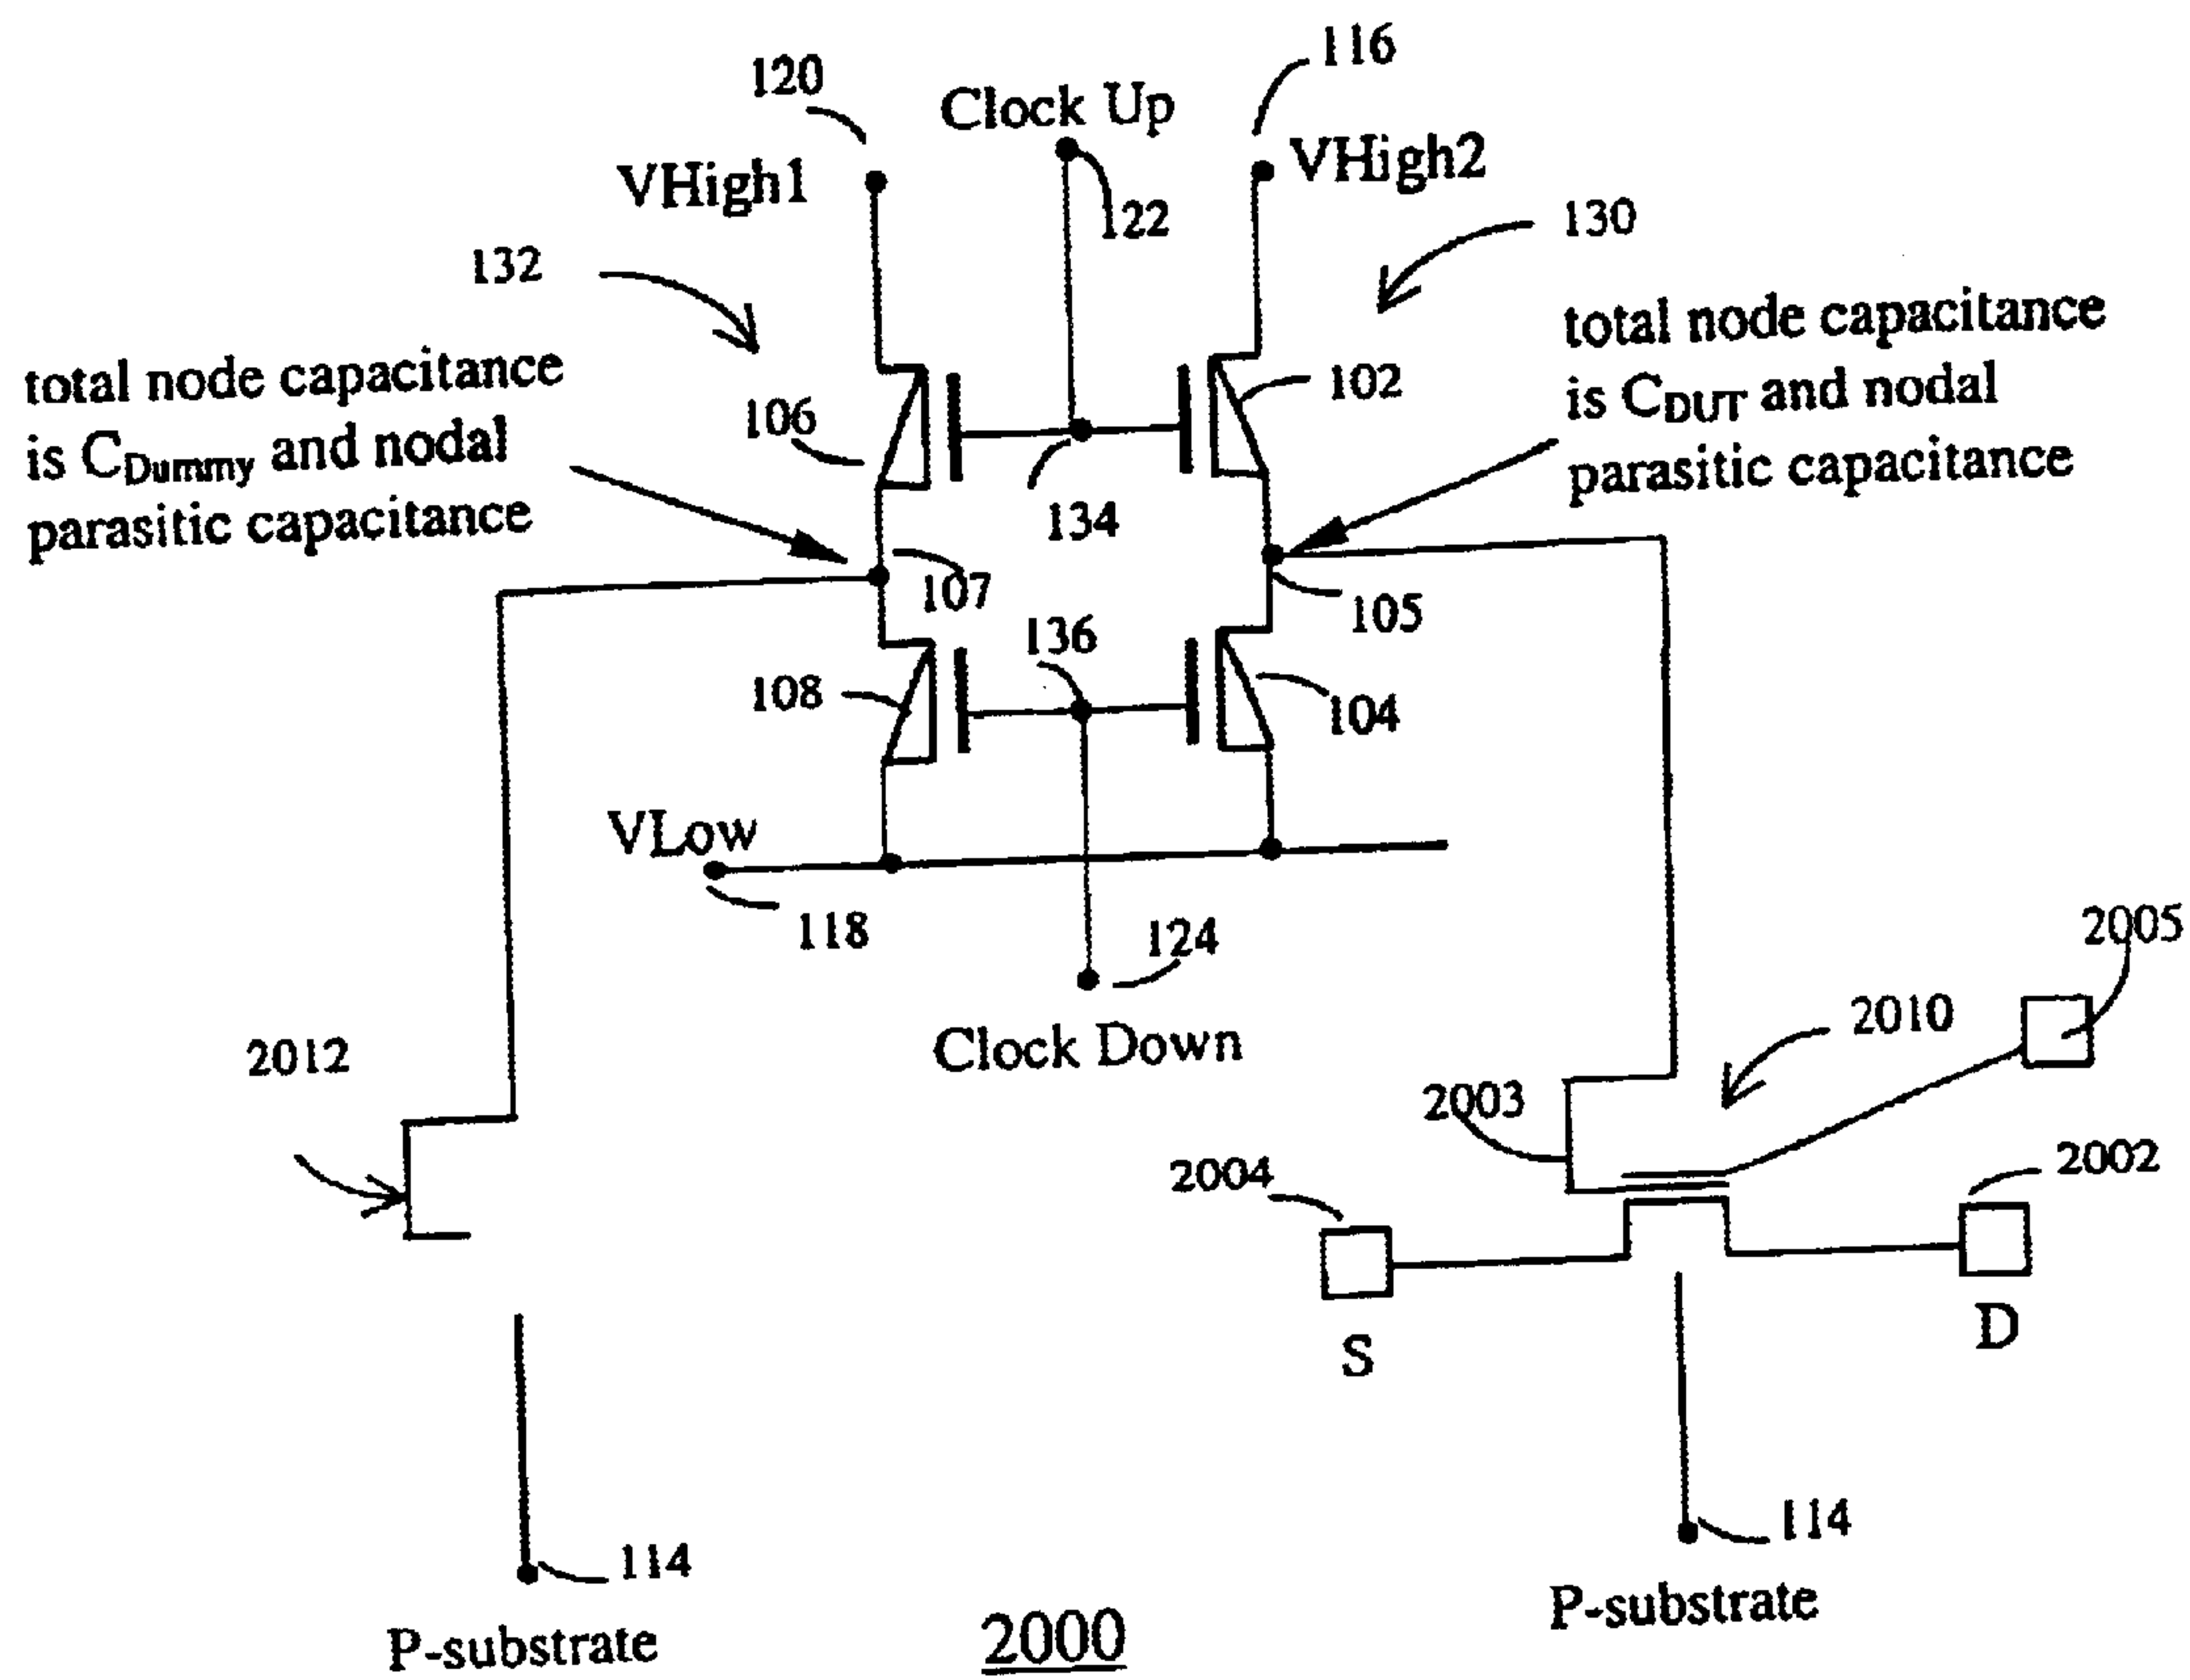 120
116
Clock Up
VHigh1
VHigh2
122
132
130
total node capacitance
is CDummy and nodal
parasitic capacitance
total node capacitance
is CDUT and nodal
parasitic capacitance
106
102
134
107
105
136
108
104
VLow
118
124
Clock Down
2005
2012
2010
2003
2004
2002
S
D
114
114
P-substrate
P-substrate
2000